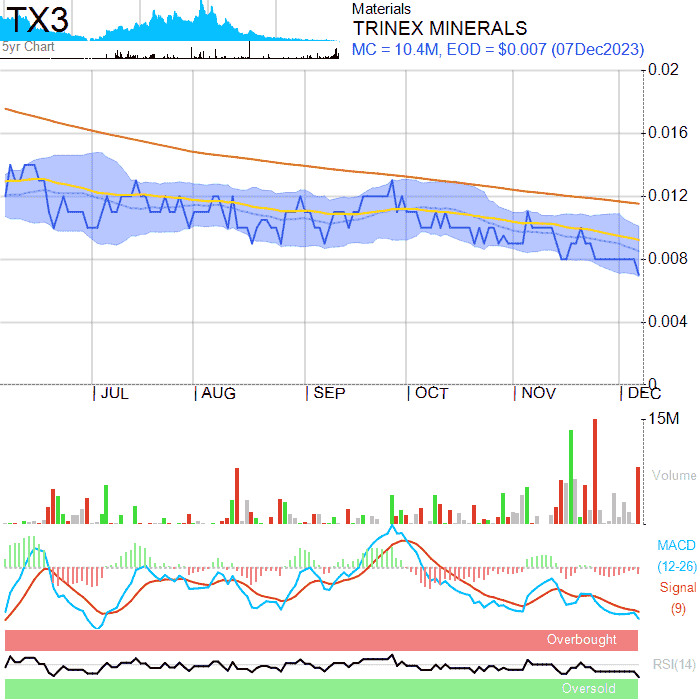 TX3
5yr Chart
Materials
TRINEX MINERALS
MC = 10.4M, EOD = $0.007 (07Dec2023)
0.02
0.016
0.012
0.008
0.004
0
JUL AUG SEP OCT NOV DEC
15M
Volume
MACD
(12-26)
Signal
(9)
Overbought
RSI(14)
Oversold